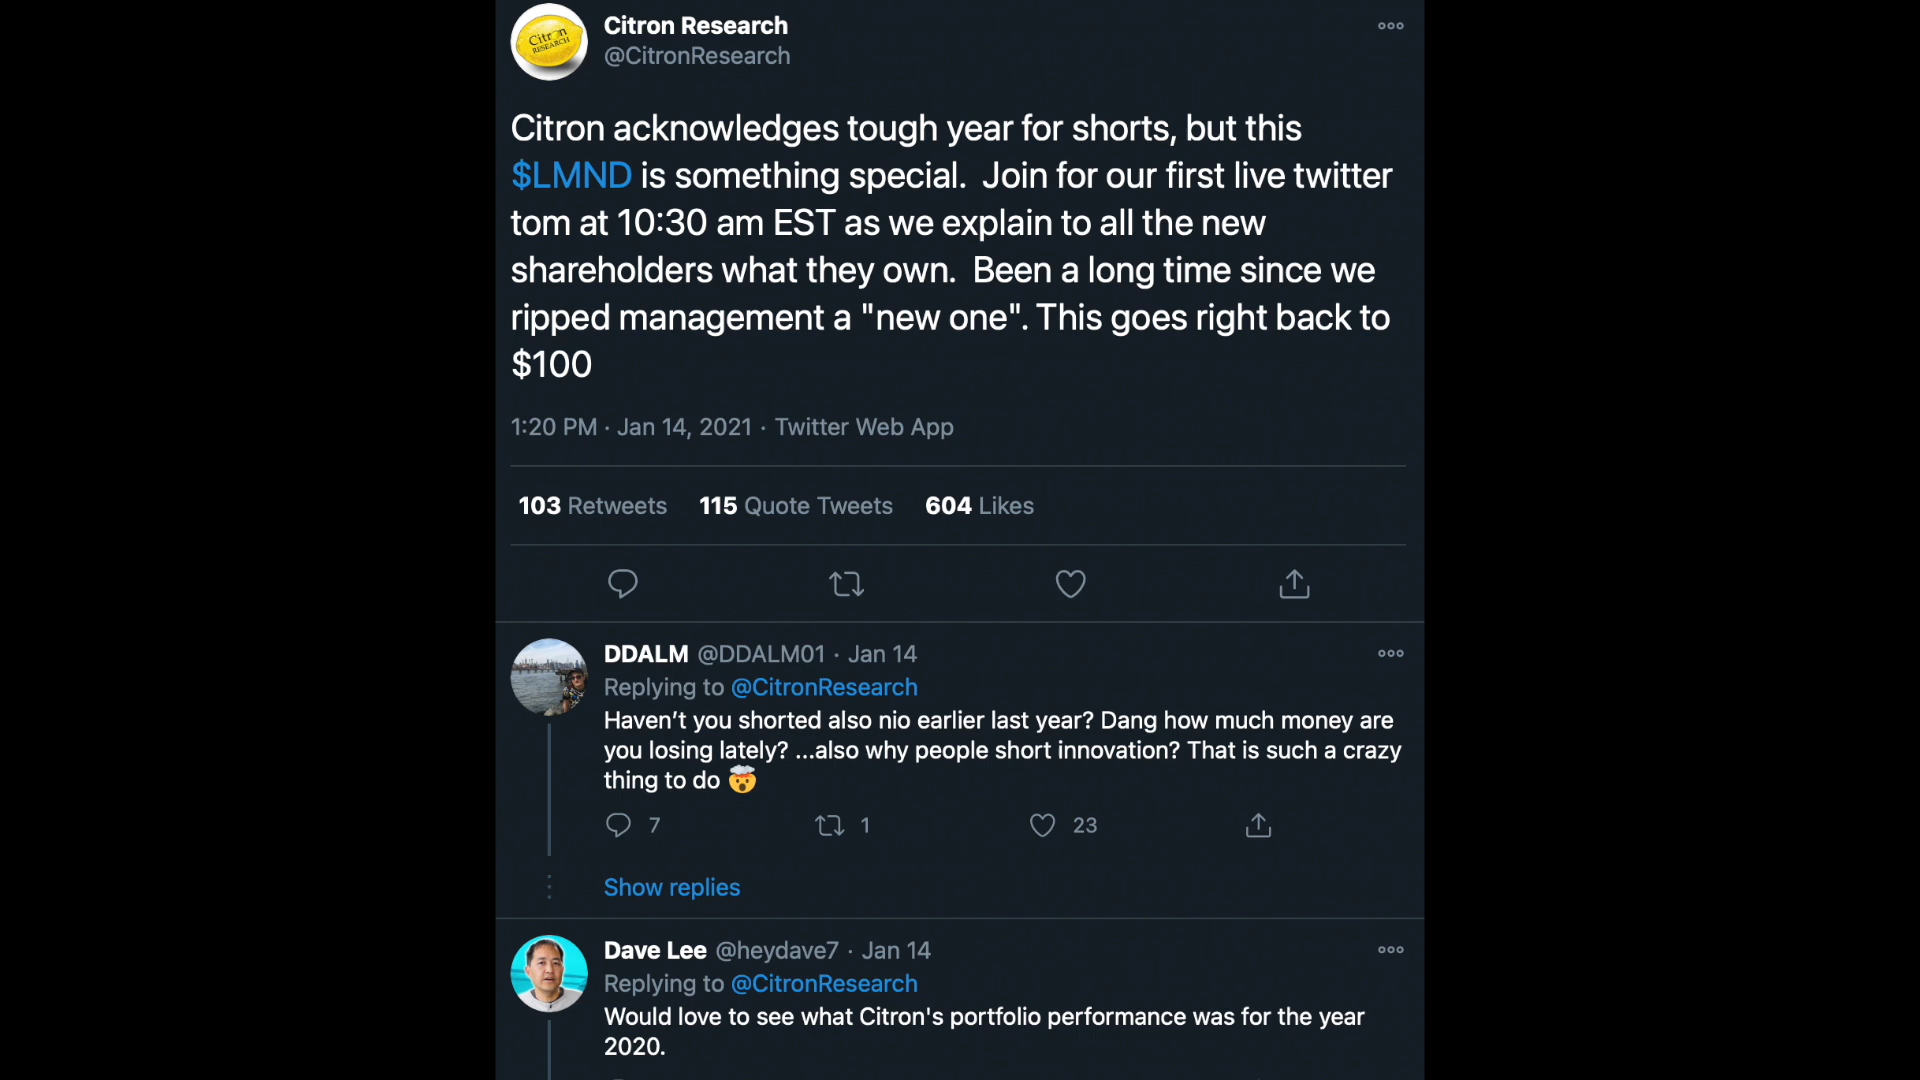 Citron
RESEARCH
Citron Research
@CitronResearch
Citron acknowledges tough year for shorts, but this
$LMND is something special.  Join for our first live twitter
tom at 10:30 am EST as we explain to all the new
shareholders what they own.  Been a long time since we
ripped management a "new one". This goes right back to
$100
1:20 PM · Jan 14, 2021 · Twitter Web App
103 Retweets 115 Quote Tweets 604 Likes
DDALM @DDALM01 · Jan 14
Replying to @CitronResearch
Haven’t you shorted also nio earlier last year? Dang how much money are
you losing lately? ...also why people short innovation? That is such a crazy
thing to do 🤯
7 1 23
Show replies
Dave Lee @heydave7 · Jan 14
Replying to @CitronResearch
Would love to see what Citron's portfolio performance was for the year
2020.